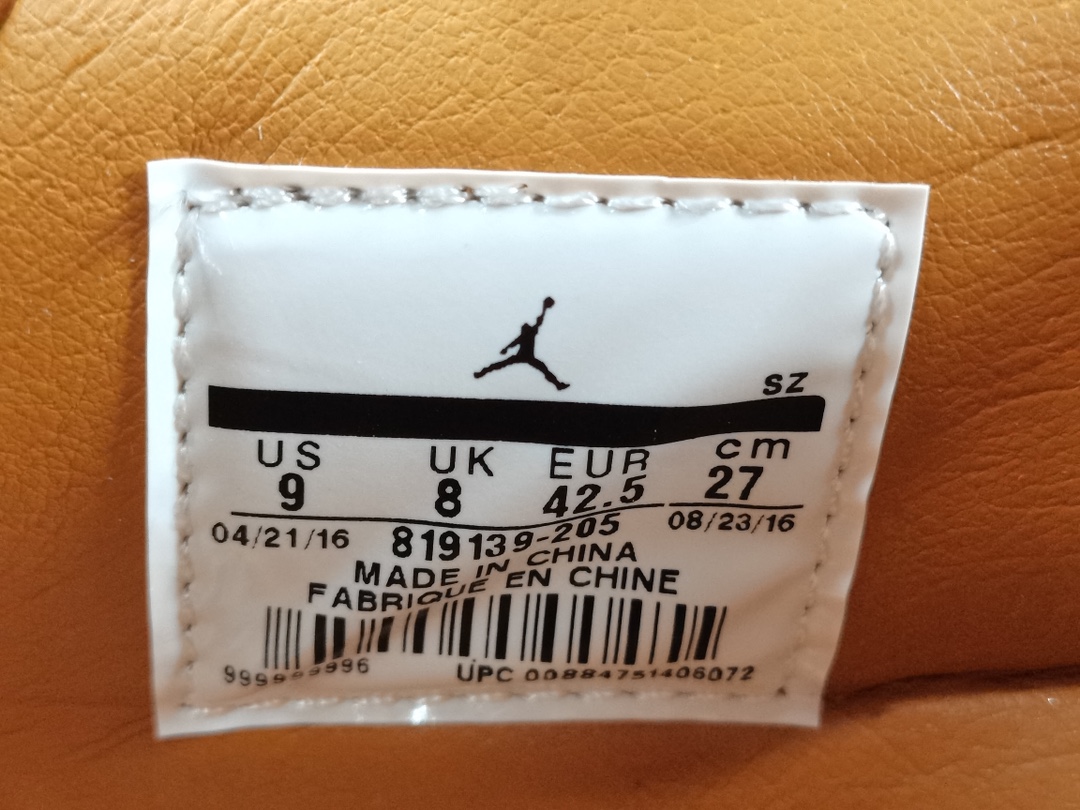 SZ
US UK EUR cm
9 8 42.5 27
04/21/16 819139-205 08/23/16
MADE IN CHINA
FABRIQUE EN CHINE
9999999996 UPC 00884751406072